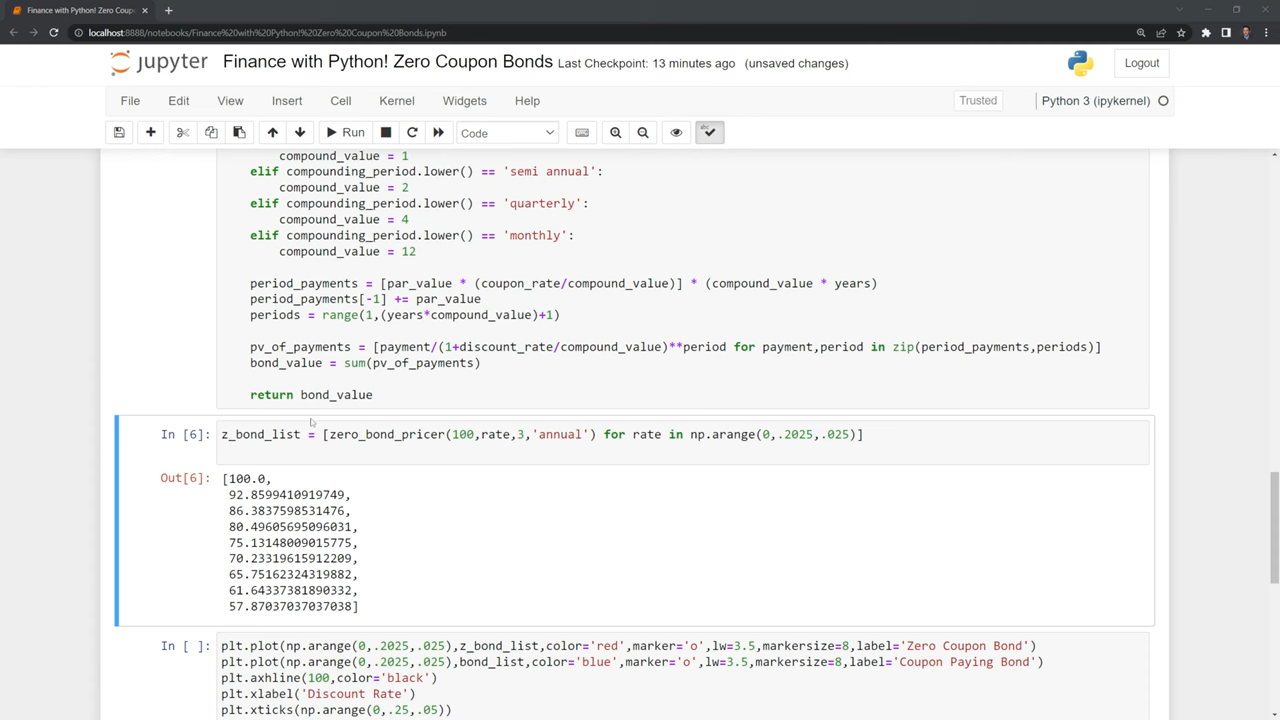 Finance with Python! Zero Coup
localhost:8888/notebooks/Finance%20with%20Python!%20Zero%20Coupon%20Bonds.ipynb
jupyter Finance with Python! Zero Coupon Bonds Last Checkpoint: 13 minutes ago (unsaved changes) Logout
File Edit View Insert Cell Kernel Widgets Help Trusted Python 3 (ipykernel)
Run Code
compound_value = 1
elif compounding_period.lower() == 'semi annual':
compound_value = 2
elif compounding_period.lower() == 'quarterly':
compound_value = 4
elif compounding_period.lower() == 'monthly':
compound_value = 12
period_payments = [par_value * (coupon_rate/compound_value)] * (compound_value * years)
period_payments[-1] += par_value
periods = range(1,(years*compound_value)+1)
pv_of_payments = [payment/(1+discount_rate/compound_value)**period for payment,period in zip(period_payments,periods)]
bond_value = sum(pv_of_payments)
return bond_value
In [6]: z_bond_list = [zero_bond_pricer(100,rate,3,'annual') for rate in np.arange(0,.2025,.025)]
Out[6]: [100.0,
92.8599410919749,
86.3837598531476,
80.49605695096031,
75.13148009015775,
70.23319615912209,
65.75162324319882,
61.64337381890332,
57.87037037037038]
In [ ]: plt.plot(np.arange(0,.2025,.025),z_bond_list,color='red',marker='o',lw=3.5,markersize=8,label='Zero Coupon Bond')
plt.plot(np.arange(0,.2025,.025),bond_list,color='blue',marker='o',lw=3.5,markersize=8,label='Coupon Paying Bond')
plt.axhline(100,color='black')
plt.xlabel('Discount Rate')
plt.xticks(np.arange(0,.25,.05))